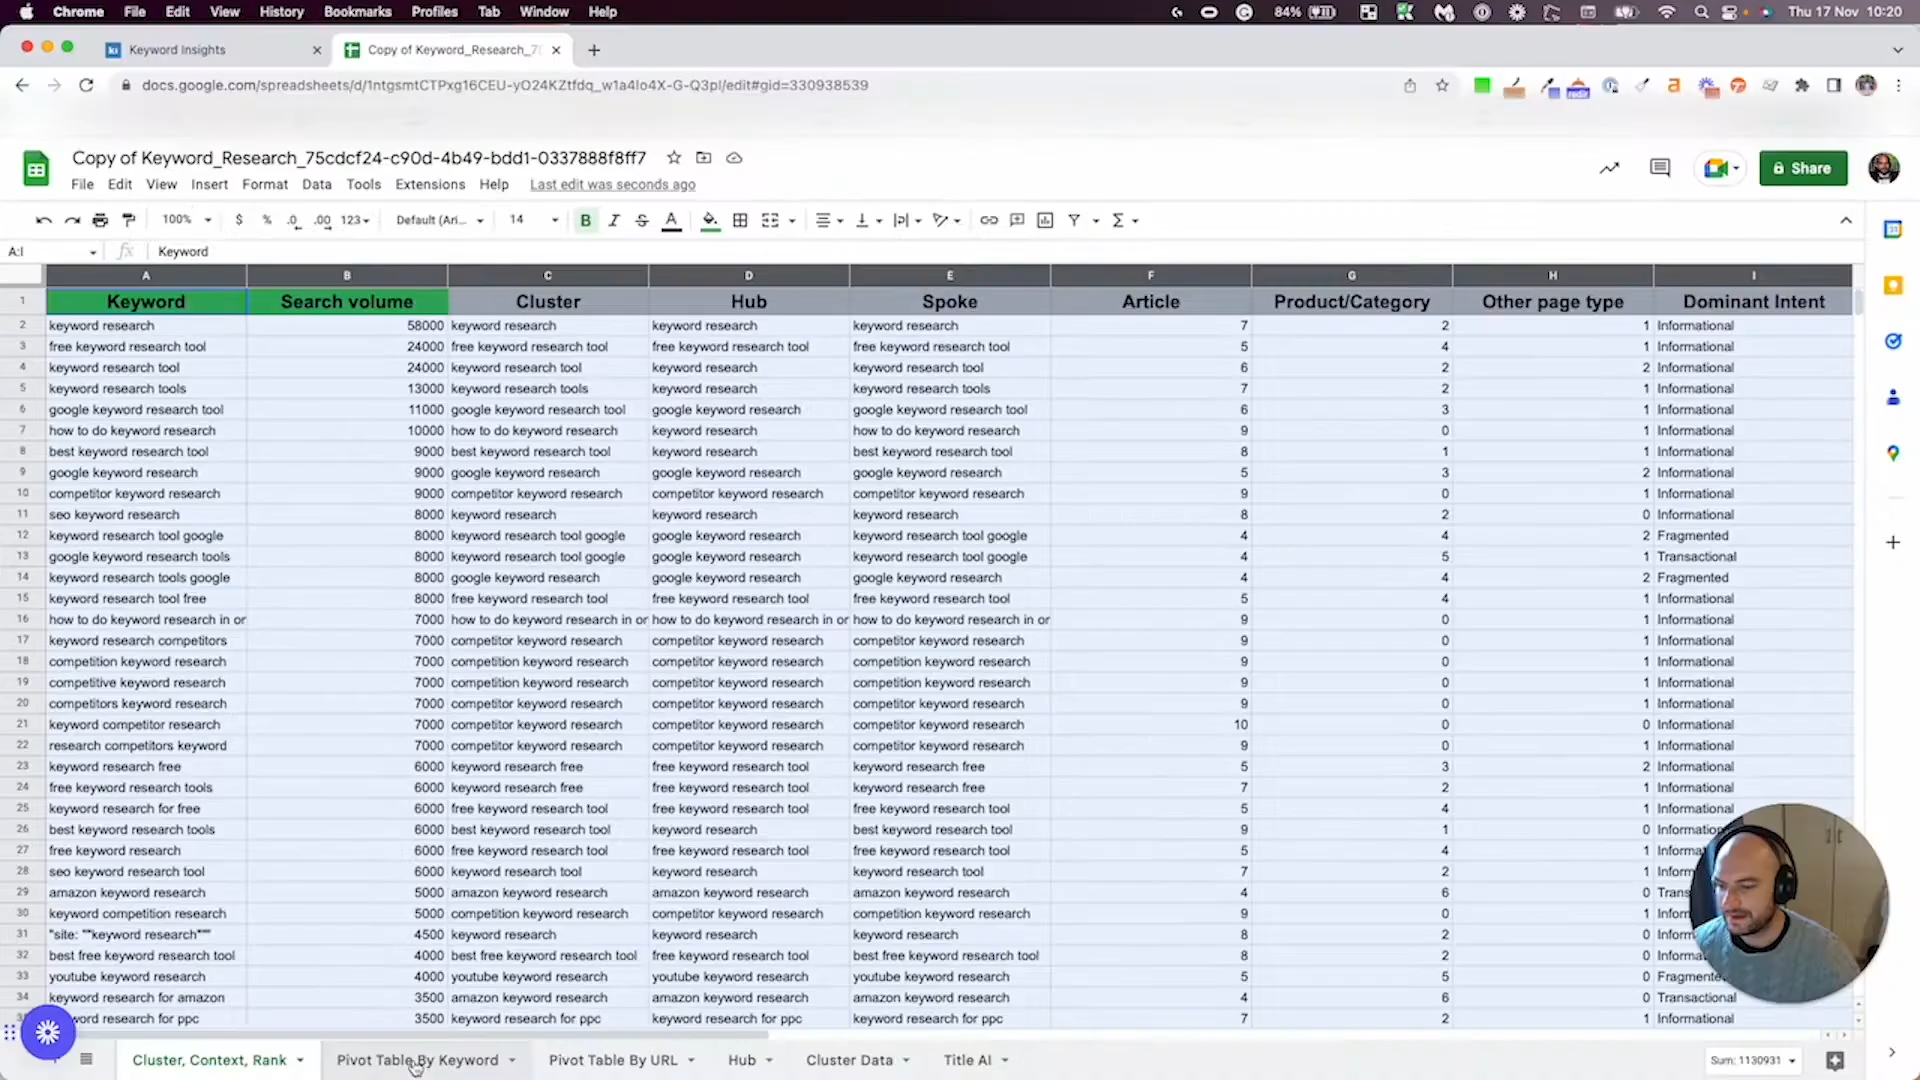 Chrome File Edit View History Bookmarks Profiles Tab Window Help 84% Thu 17 Nov 10:20
Keyword Insights Copy of Keyword_Research_7
docs.google.com/spreadsheets/d/1ntgsmtCTPxg16CEU-yO24KZtfdq_w1a4lo4X-G-Q3pI/edit#gid=330938539
Copy of Keyword_Research_75cdcf24-c90d-4b49-bdd1-0337888f8ff7
File Edit View Insert Format Data Tools Extensions Help Last edit was seconds ago
Share
100% $ % .0 .00 123 Default (Ari... 14 B I S A
A:I fx Keyword
A B C D E F G H I
1 Keyword Search volume Cluster Hub Spoke Article Product/Category Other page type Dominant Intent
2 keyword research 58000 keyword research keyword research keyword research 7 2 1 Informational
3 free keyword research tool 24000 free keyword research tool free keyword research tool free keyword research tool 5 4 1 Informational
4 keyword research tool 24000 keyword research tool keyword research keyword research tool 6 2 2 Informational
5 keyword research tools 13000 keyword research tools keyword research keyword research tools 7 2 1 Informational
6 google keyword research tool 11000 google keyword research tool google keyword research google keyword research tool 6 3 1 Informational
7 how to do keyword research 10000 how to do keyword research keyword research how to do keyword research 9 0 1 Informational
8 best keyword research tool 9000 best keyword research tool keyword research best keyword research tool 8 1 1 Informational
9 google keyword research 9000 google keyword research google keyword research google keyword research 5 3 2 Informational
10 competitor keyword research 9000 competitor keyword research competitor keyword research competitor keyword research 9 0 1 Informational
11 seo keyword research 8000 keyword research keyword research keyword research 8 2 0 Informational
12 keyword research tool google 8000 keyword research tool google google keyword research keyword research tool google 4 4 2 Fragmented
13 google keyword research tools 8000 keyword research tool google google keyword research keyword research tool google 4 5 1 Transactional
14 keyword research tools google 8000 google keyword research google keyword research google keyword research 4 4 2 Fragmented
15 keyword research tool free 8000 free keyword research tool free keyword research tool free keyword research tool 5 4 1 Informational
16 how to do keyword research in or 7000 how to do keyword research in or how to do keyword research in or how to do keyword research in or 9 0 1 Informational
17 keyword research competitors 7000 competitor keyword research competitor keyword research competitor keyword research 9 0 1 Informational
18 competition keyword research 7000 competition keyword research competitor keyword research competition keyword research 9 0 1 Informational
19 competitive keyword research 7000 competition keyword research competitor keyword research competition keyword research 9 0 1 Informational
20 competitors keyword research 7000 competitor keyword research competitor keyword research competitor keyword research 9 0 1 Informational
21 keyword competitor research 7000 competitor keyword research competitor keyword research competitor keyword research 10 0 0 Informational
22 research competitors keyword 7000 competitor keyword research competitor keyword research competitor keyword research 9 0 1 Informational
23 keyword research free 6000 keyword research free free keyword research tool keyword research free 5 3 2 Informational
24 free keyword research tools 6000 keyword research free free keyword research tool keyword research free 7 2 1 Informational
25 keyword research for free 6000 free keyword research tool free keyword research tool free keyword research tool 5 4 1 Informational
26 best keyword research tools 6000 best keyword research tool keyword research best keyword research tool 9 1 0 Information
27 free keyword research 6000 free keyword research tool free keyword research tool free keyword research tool 5 4 1 Informa
28 seo keyword research tool 6000 keyword research tool keyword research keyword research tool 7 2 1 Inform
29 amazon keyword research 5000 amazon keyword research amazon keyword research amazon keyword research 4 6 0 Trans
30 keyword competition research 5000 competition keyword research competitor keyword research competition keyword research 9 0 1 Inform
31 "site: ""keyword research"""" 4500 keyword research keyword research keyword research 8 2 0 Inform
32 best free keyword research tool 4000 best free keyword research tool free keyword research tool best free keyword research tool 8 2 0 Informa
33 youtube keyword research 4000 youtube keyword research youtube keyword research youtube keyword research 5 5 0 Fragmente
34 keyword research for amazon 3500 amazon keyword research amazon keyword research amazon keyword research 4 6 0 Transactional
word research for ppc 3500 keyword research for ppc keyword research for ppc keyword research for ppc 7 2 1 Informational
Cluster, Context, Rank Pivot Table By Keyword Pivot Table By URL Hub Cluster Data Title AI Sum: 1130931